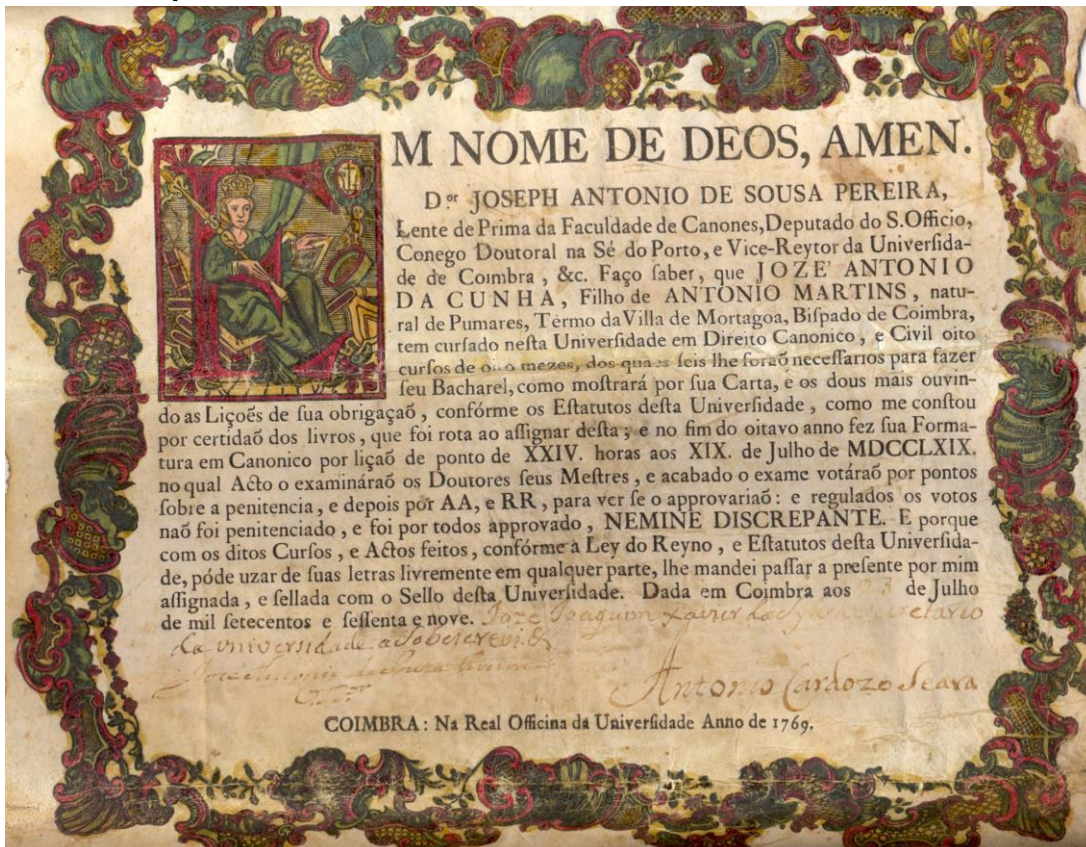 EM NOME DE DEOS, AMEN.
D.or JOSEPH ANTONIO DE SOUSA PEREIRA,
Lente de Prima da Faculdade de Canones, Deputado do S. Officio,
Conego Doutoral na Sé do Porto, e Vice-Reytor da Univerſida-
de de Coimbra, &c. Faço ſaber, que JOZE' ANTONIO
DA CUNHA, Filho de ANTONIO MARTINS, natu-
ral de Pumares, Termo da Villa de Mortagoa, Biſpado de Coimbra,
tem curſado neſta Univerſidade em Direito Canonico, e Civil oito
curſos de oito mezes, dos quaes ſeis lhe foraõ neceſſarios para fazer
ſeu Bacharel, como moſtrará por ſua Carta, e os dous mais ouvin-
do as Liçoẽs de ſua obrigaçaõ, confórme os Eſtatutos deſta Univerſidade, como me conſtou
por certidaõ dos livros, que foi rota ao aſſignar deſta; e no fim do oitavo anno fez ſua Forma-
tura em Canonico por liçaõ de ponto de XXIV. horas aos XIX. de Julho de MDCCLXIX.
no qual Acto o examináraõ os Doutores ſeus Meſtres, e acabado o exame votáraõ por pontos
ſobre a penitencia, e depois por AA, e RR, para ver ſe o approvariaõ: e regulados os votos
naõ foi penitenciado, e foi por todos approvado, NEMINE DISCREPANTE. E porque
com os ditos Curſos, e Actos feitos, confórme a Ley do Reyno, e Eſtatutos deſta Univerſida-
de, póde uzar de ſuas letras livremente em qualquer parte, lhe mandei paſſar a preſente por mim
aſſignada, e ſellada com o Sello deſta Univerſidade. Dada em Coimbra aos 23 de Julho
de mil ſetecentos e ſeſſenta e nove. Joze Joaquim Xavier
da Universidade a Sobescrevi.
Antonio Cardozo Seara
COIMBRA: Na Real Officina da Univerſidade Anno de 1769.